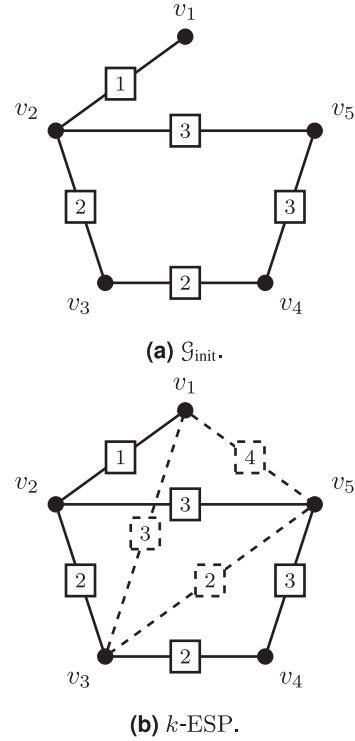 v₁
1
v₂
v₅
3
2
3
2
v₃
v₄
(a) 𝒢ᵢₙᵢₜ.
v₁
4
1
v₂
v₅
3
3
2
2
3
2
v₃
v₄
(b) k-ESP.